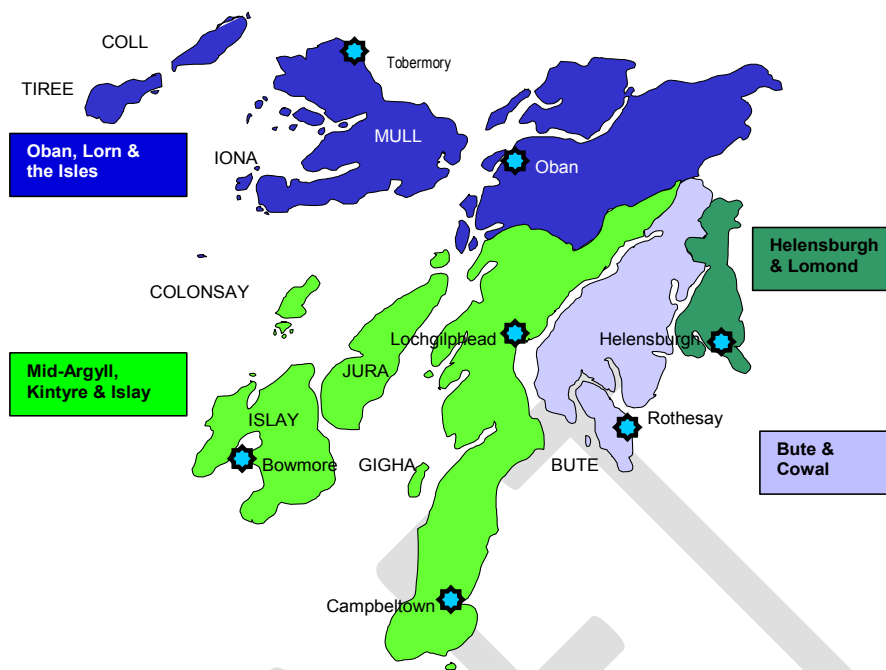 COLL
Tobermory
TIREE
MULL
Oban, Lorn &
the Isles
IONA
Oban
Helensburgh
& Lomond
COLONSAY
Lochgilphead
Helensburgh
Mid-Argyll,
Kintyre & Islay
JURA
ISLAY
Rothesay
Bowmore
GIGHA
BUTE
Bute &
Cowal
Campbeltown